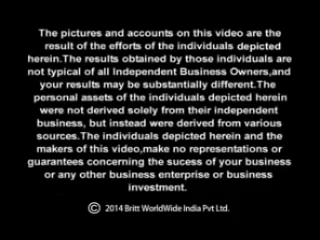 The pictures and accounts on this video are the
result of the efforts of the individuals depicted
herein.The results obtained by those individuals are
not typical of all Independent Business Owners,and
your results may be substantially different.The
personal assets of the individuals depicted herein
were not derived solely from their independent
business, but instead were derived from various
sources.The individuals depicted herein and the
makers of this video,make no representations or
guarantees concerning the sucess of your business
or any other business enterprise or business
investment.
© 2014 Britt WorldWide India Pvt Ltd.